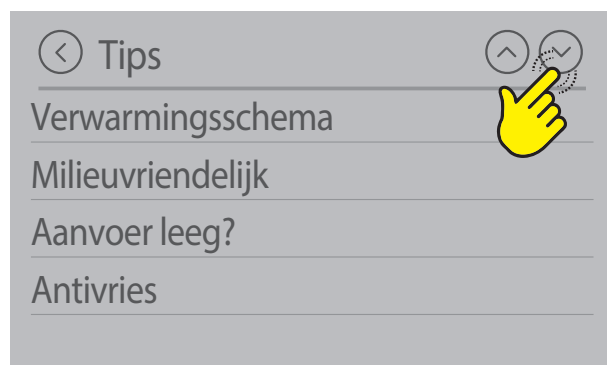 Tips
Verwarmingsschema
Milieuvriendelijk
Aanvoer leeg?
Antivries